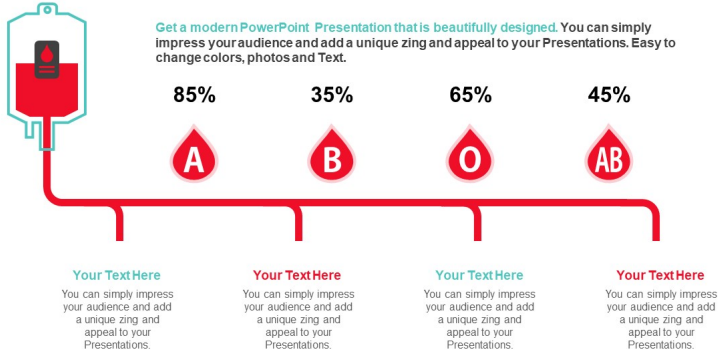 Get a modern PowerPoint Presentation that is beautifully designed. You can simply
impress your audience and add a unique zing and appeal to your Presentations. Easy to
change colors, photos and Text.
85% 35% 65% 45%
A B O AB
Your Text Here Your Text Here Your Text Here Your Text Here
You can simply impress
your audience and add
a unique zing and
appeal to your
Presentations.
You can simply impress
your audience and add
a unique zing and
appeal to your
Presentations.
You can simply impress
your audience and add
a unique zing and
appeal to your
Presentations.
You can simply impress
your audience and add
a unique zing and
appeal to your
Presentations.